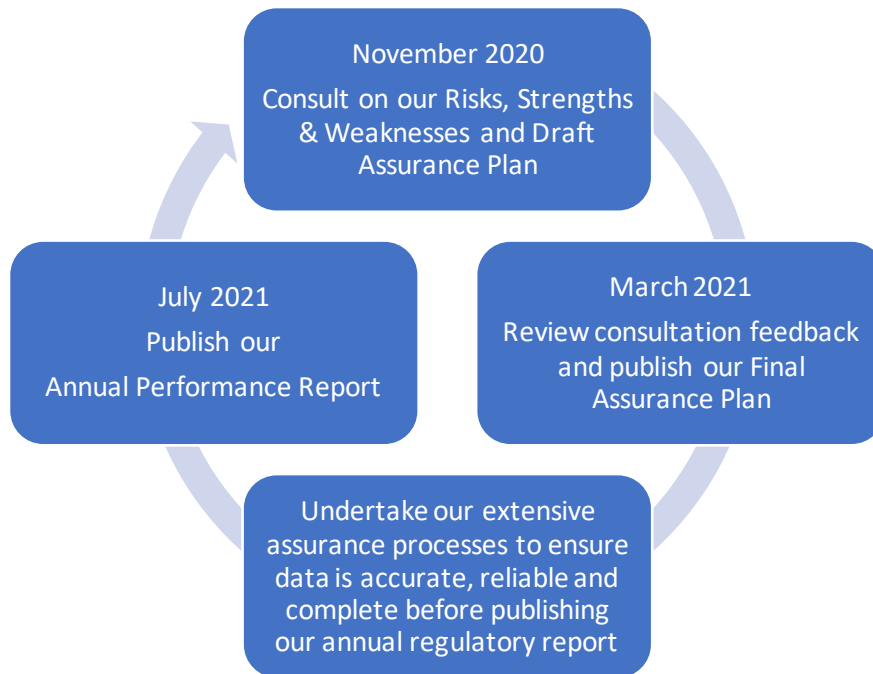 November 2020
Consult on our Risks, Strengths
& Weaknesses and Draft
Assurance Plan
March 2021
Review consultation feedback
and publish our Final
Assurance Plan
Undertake our extensive
assurance processes to ensure
data is accurate, reliable and
complete before publishing
our annual regulatory report
July 2021
Publish our
Annual Performance Report